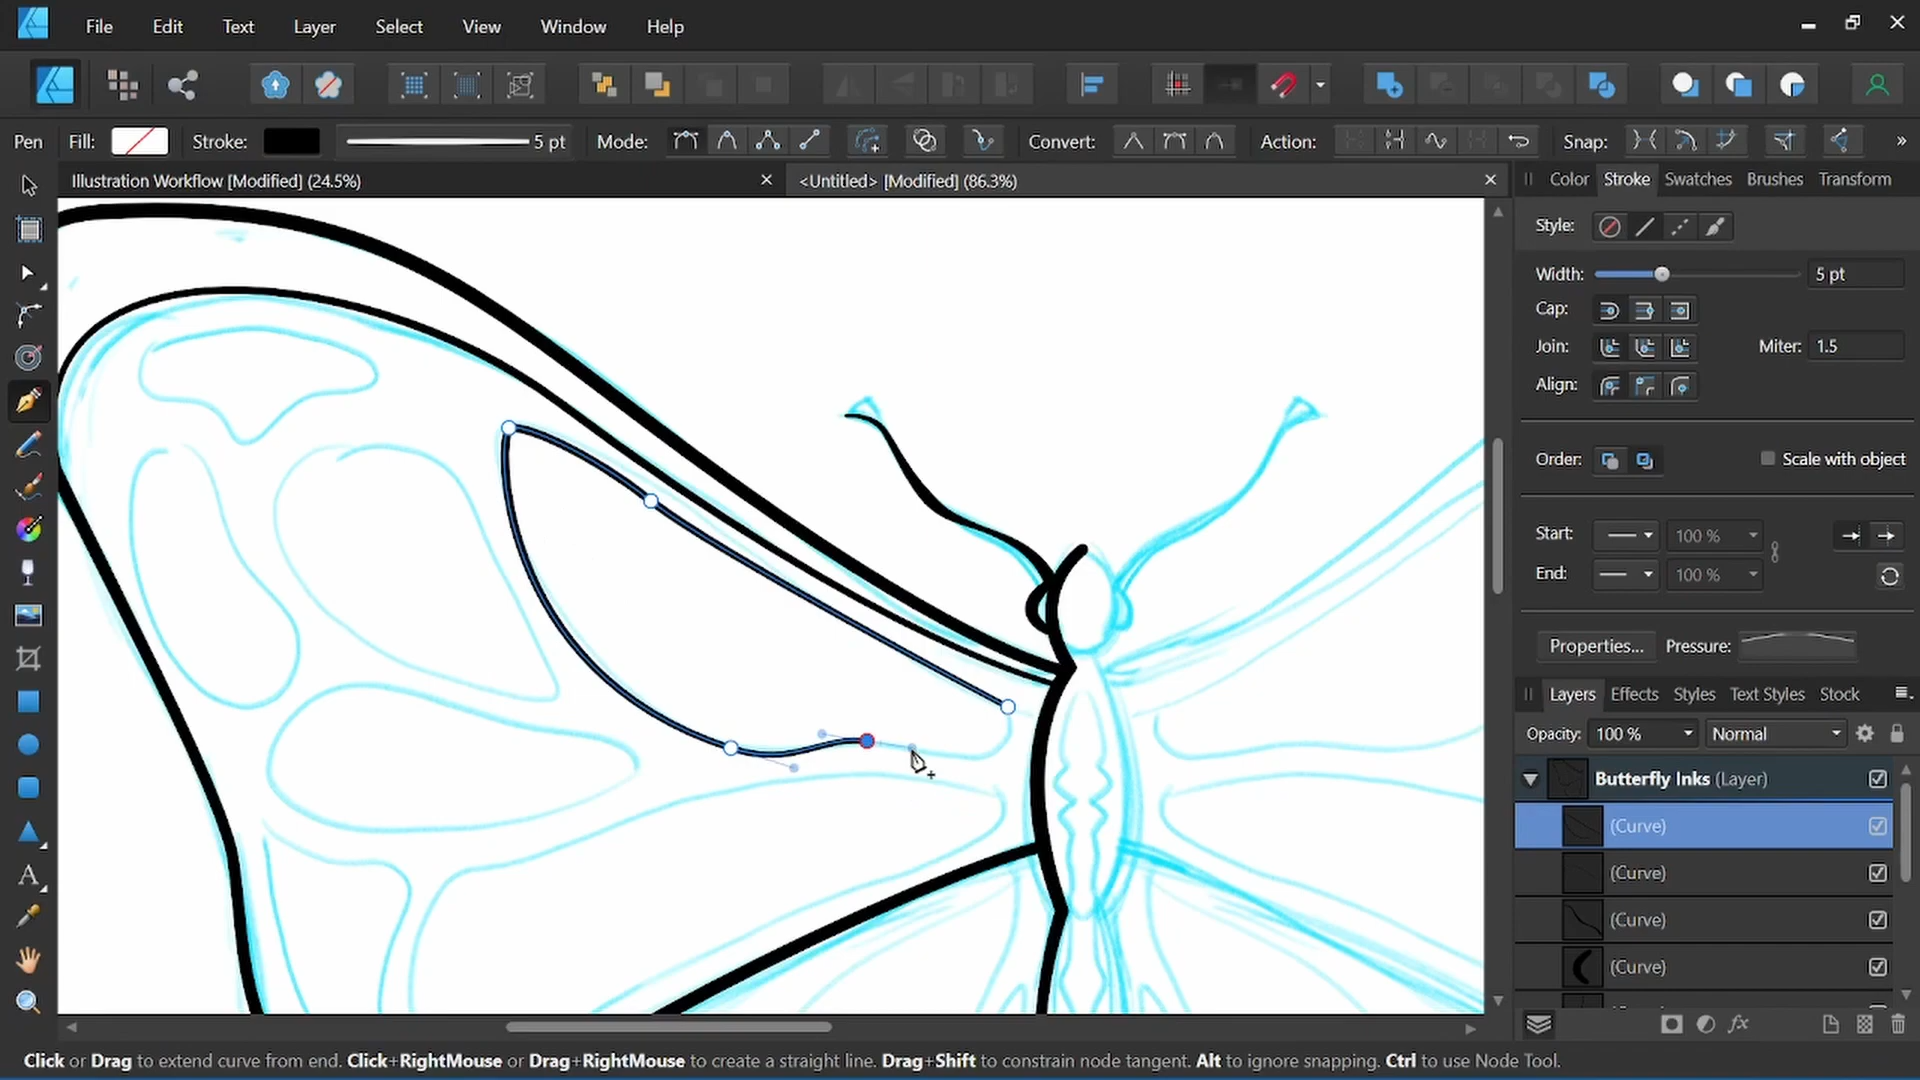 File Edit Text Layer Select View Window Help
Pen Fill: Stroke: 5 pt Mode: Convert: Action: Snap: »
Illustration Workflow [Modified] (24.5%) <Untitled> [Modified] (86.3%)
Color Stroke Swatches Brushes Transform
Style:
Width: 5 pt
Cap:
Join: Miter: 1.5
Align:
Order: Scale with object
Start: 100 %
End: 100 %
Properties... Pressure:
Layers Effects Styles Text Styles Stock
Opacity: 100 % Normal
Butterfly Inks (Layer)
(Curve)
(Curve)
(Curve)
(Curve)
Click or Drag to extend curve from end. Click+RightMouse or Drag+RightMouse to create a straight line. Drag+Shift to constrain node tangent. Alt to ignore snapping. Ctrl to use Node Tool.